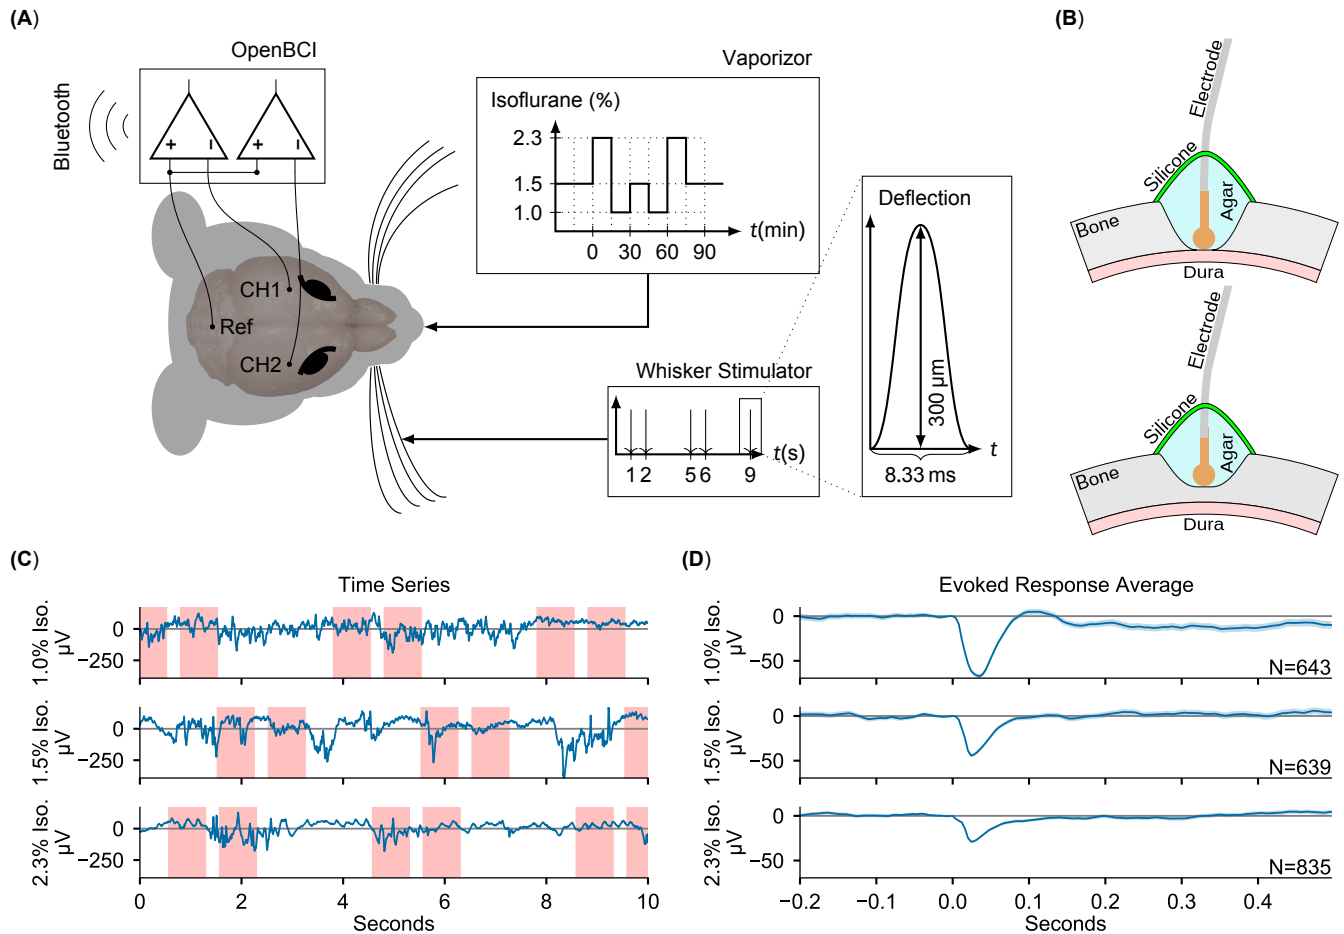 (A)
OpenBCI
Bluetooth
+ − + −
CH1
Ref
CH2
Vaporizor
Isoflurane (%)
2.3
1.5
1.0
t(min)
0 30 60 90
Whisker Stimulator
t(s)
1 2 5 6 9
Deflection
300 µm
t
8.33 ms
(B)
Electrode
Silicone
Agar
Bone
Dura
Electrode
Silicone
Agar
Bone
Dura
(C)
Time Series
1.0% Iso.
µV
0
−250
1.5% Iso.
µV
0
−250
2.3% Iso.
µV
0
−250
0 2 4 6 8 10
Seconds
(D)
Evoked Response Average
1.0% Iso.
µV
0
−50
N=643
1.5% Iso.
µV
0
−50
N=639
2.3% Iso.
µV
0
−50
N=835
−0.2 −0.1 0.0 0.1 0.2 0.3 0.4
Seconds